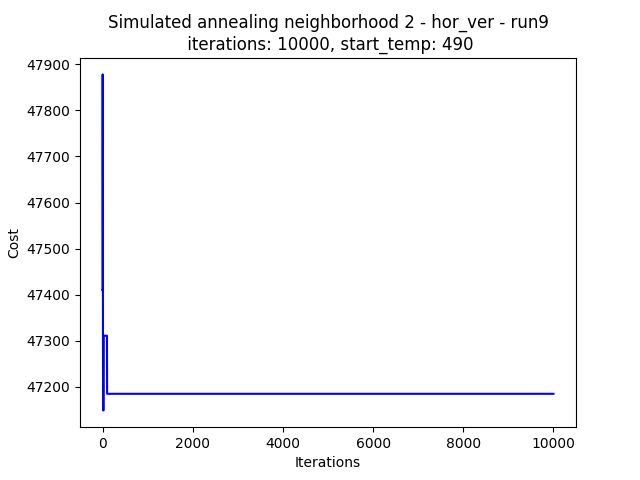 Simulated annealing neighborhood 2 - hor_ver - run9
iterations: 10000, start_temp: 490
47900
47800
47700
47600
47500
47400
47300
47200
Cost
0 2000 4000 6000 8000 10000
Iterations